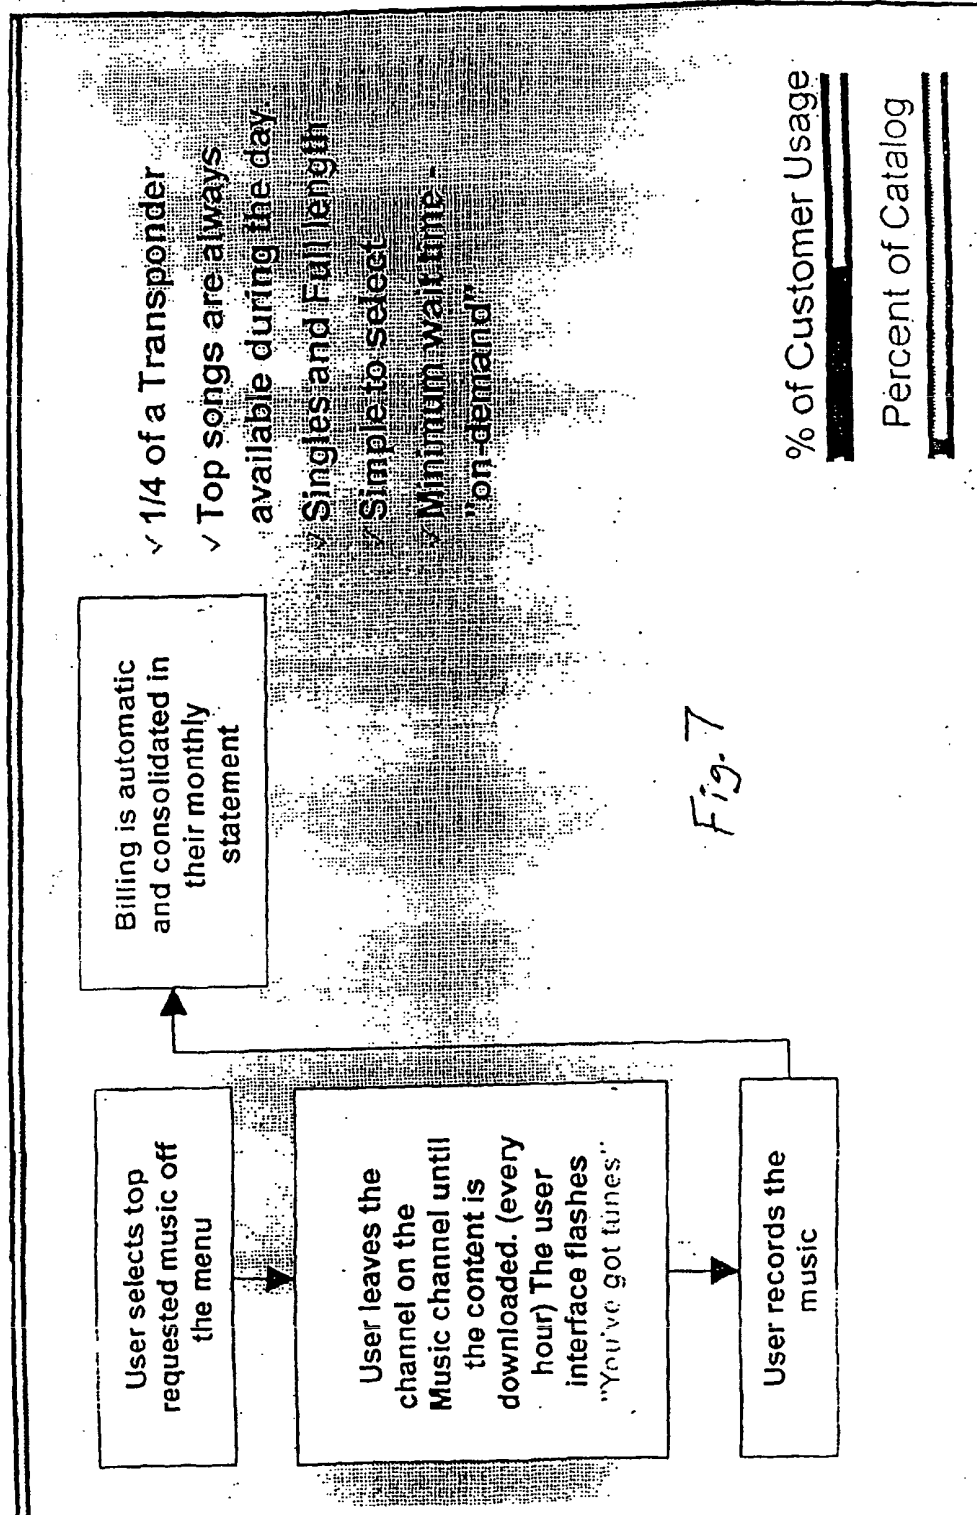 User selects top
requested music off
the menu
User leaves the
channel on the
Music channel until
the content is
downloaded. (every
hour) The user
interface flashes
"You've got tunes"
User records the
music
Billing is automatic
and consolidated in
their monthly
statement
✓ 1/4 of a Transponder
✓ Top songs are always
available during the day.
✓ Singles and Full length
✓ Simple to select
✓ Minimum wait time -
"on-demand"
% of Customer Usage
Percent of Catalog
Fig. 7